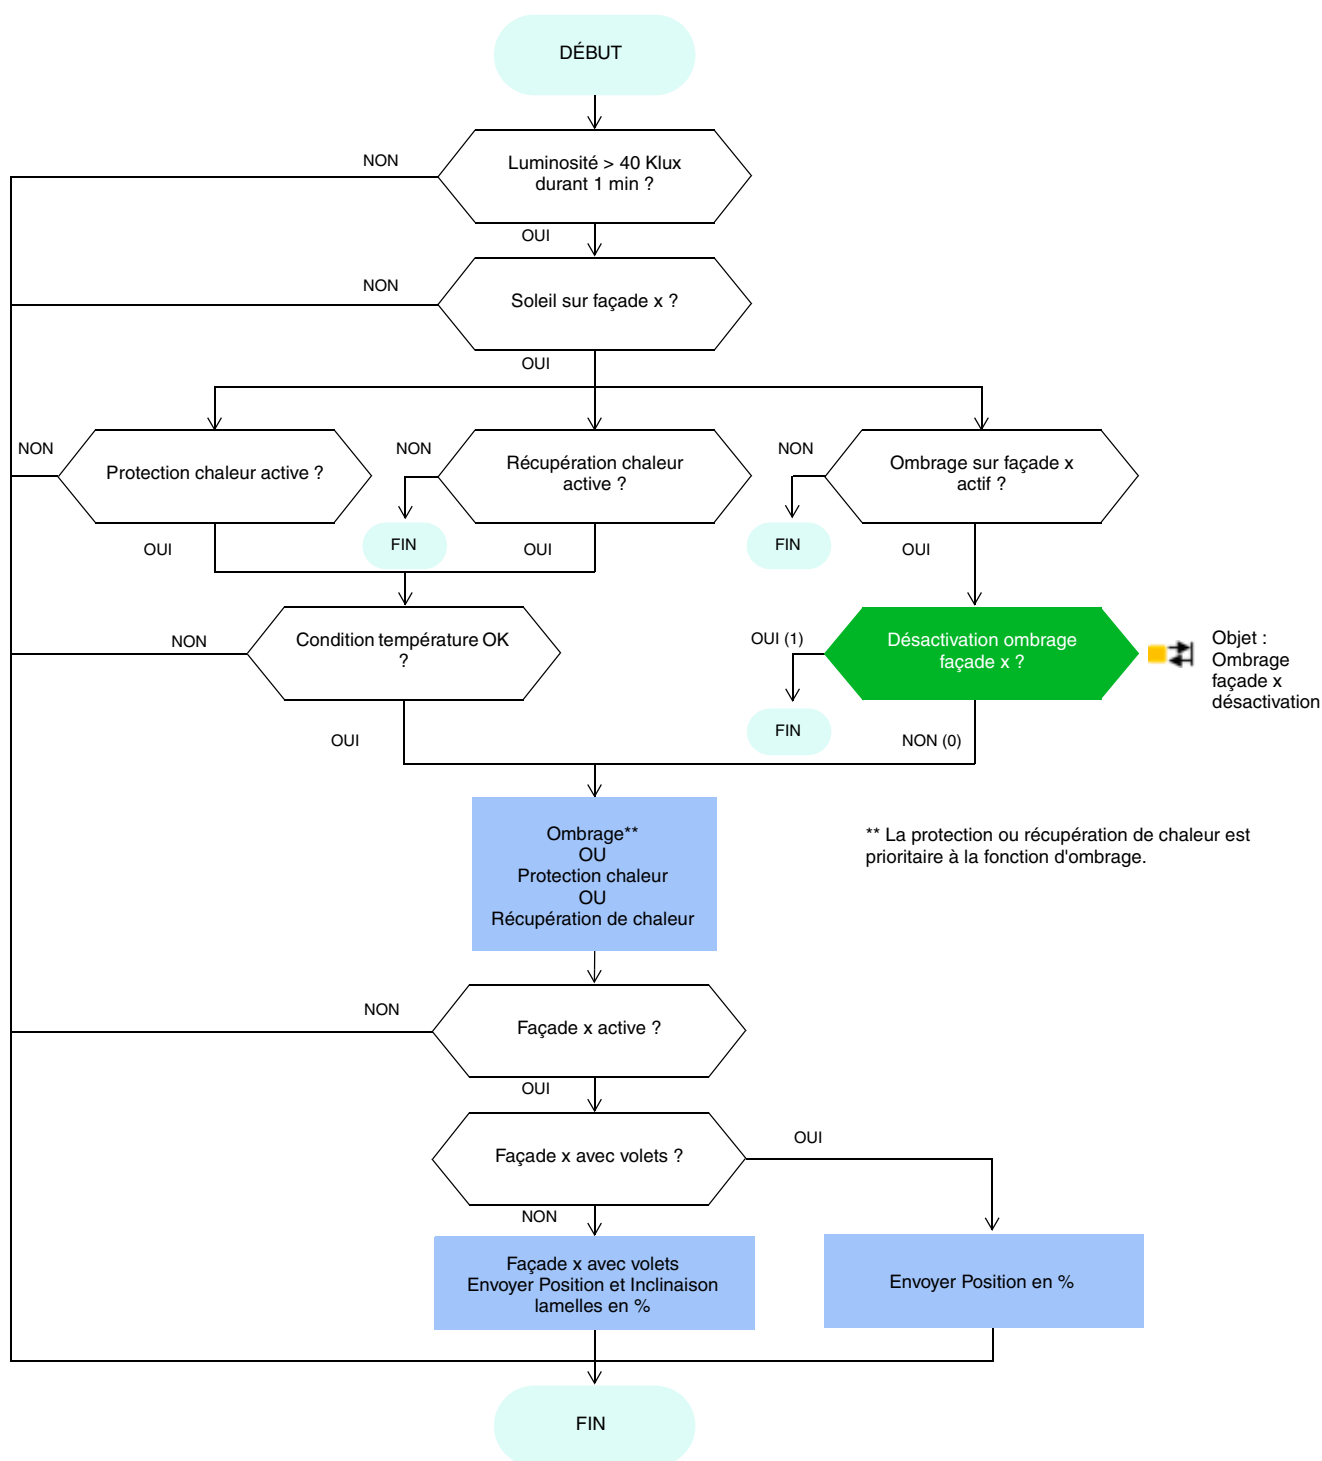 DÉBUT
NON
Luminosité > 40 Klux
durant 1 min ?
OUI
NON
Soleil sur façade x ?
OUI
NON
Protection chaleur active ?
NON
Récupération chaleur
active ?
NON
Ombrage sur façade x
actif ?
OUI
FIN
OUI
FIN
OUI
NON
Condition température OK
?
OUI (1)
Désactivation ombrage
façade x ?
Objet :
Ombrage
façade x
désactivation
OUI
FIN
NON (0)
Ombrage**
OU
Protection chaleur
OU
Récupération de chaleur
** La protection ou récupération de chaleur est
prioritaire à la fonction d'ombrage.
NON
Façade x active ?
OUI
Façade x avec volets ?
OUI
NON
Façade x avec volets
Envoyer Position et Inclinaison
lamelles en %
Envoyer Position en %
FIN